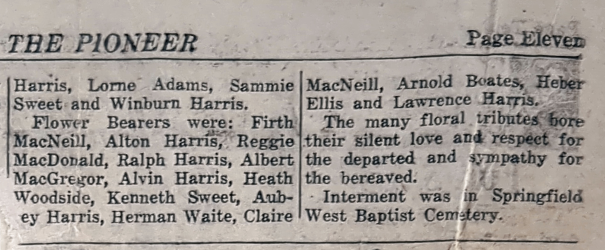 THE PIONEER
Page Eleven
Harris, Lorne Adams, Sammie
Sweet and Winburn Harris.
Flower Bearers were: Firth
MacNeill, Alton Harris, Reggie
MacDonald, Ralph Harris, Albert
MacGregor, Alvin Harris, Heath
Woodside, Kenneth Sweet, Aub-
ey Harris, Herman Waite, Claire
MacNeill, Arnold Boates, Heber
Ellis and Lawrence Harris.
The many floral tributes bore
their silent love and respect for
the departed and sympathy for
the bereaved.
Interment was in Springfield
West Baptist Cemetery.